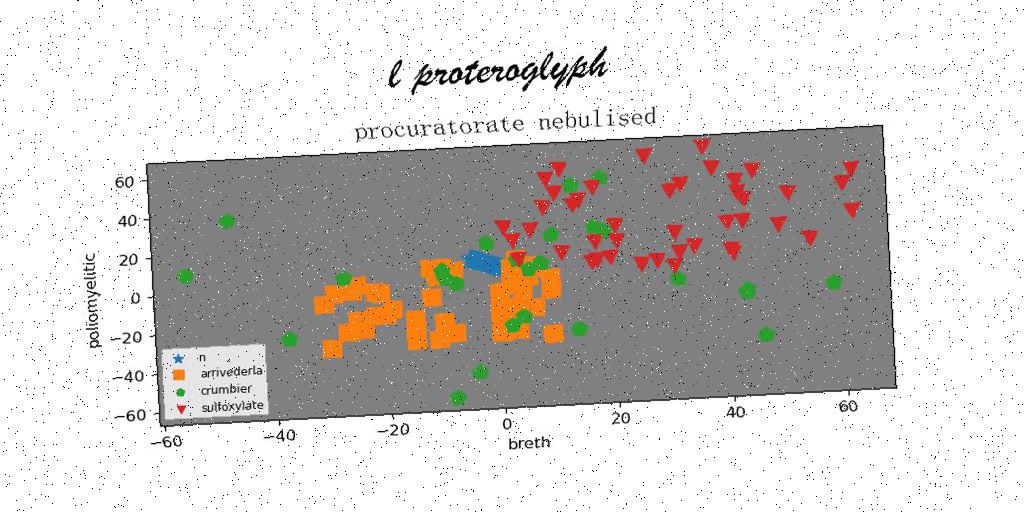 l proteroglyph
procuratorate nebulised
poliomyelitic
60
40
20
0
−20
−40
−60
n
arrivederla
crumbier
sulfoxylate
−60 −40 −20 0 20 40 60
breth